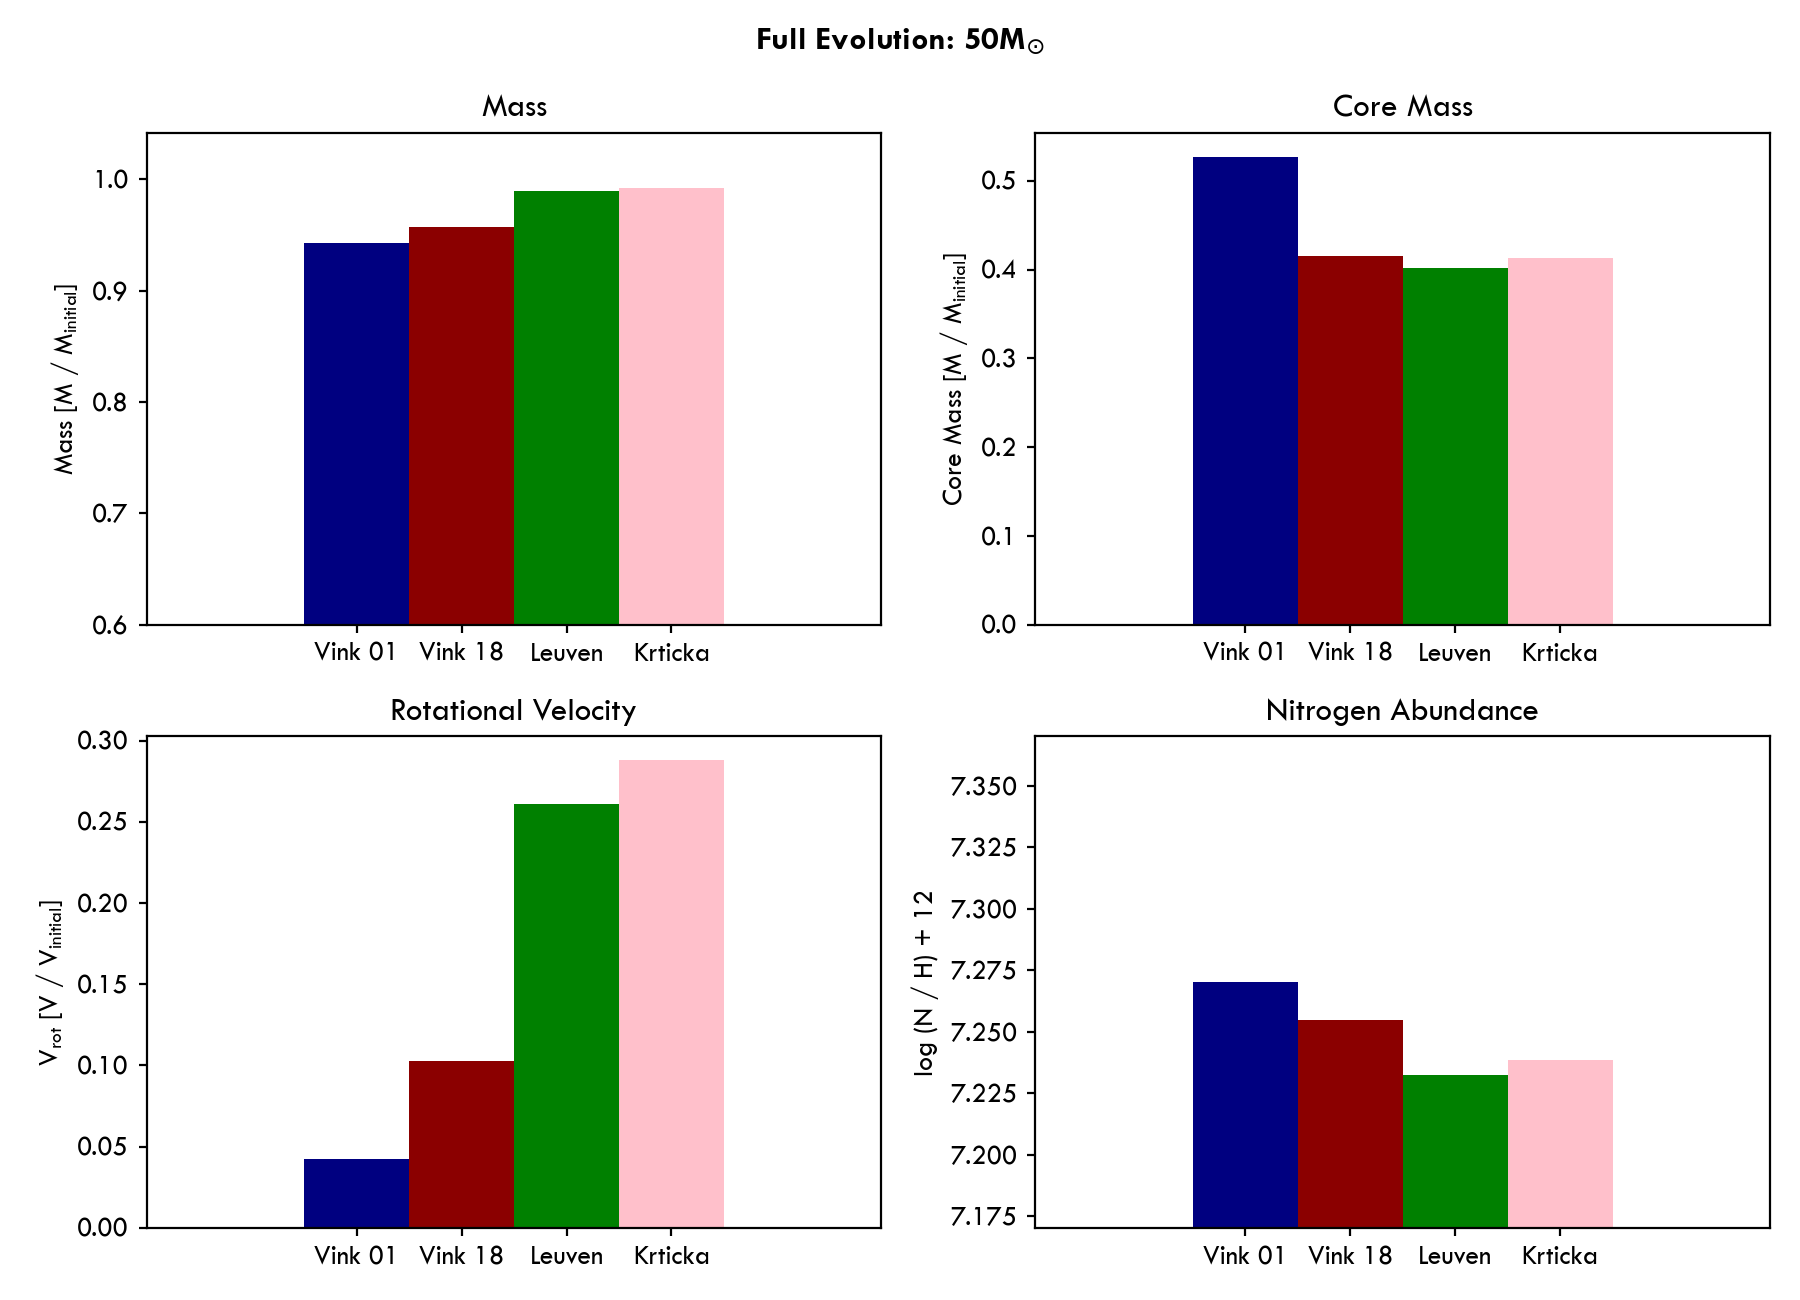 Full Evolution: 50M☉
Mass
Mass [M / Minitial]
1.0
0.9
0.8
0.7
0.6
Vink 01 Vink 18 Leuven Krticka
Core Mass
Core Mass [M / Minitial]
0.5
0.4
0.3
0.2
0.1
0.0
Vink 01 Vink 18 Leuven Krticka
Rotational Velocity
Vrot [V / Vinitial]
0.30
0.25
0.20
0.15
0.10
0.05
0.00
Vink 01 Vink 18 Leuven Krticka
Nitrogen Abundance
log (N / H) + 12
7.350
7.325
7.300
7.275
7.250
7.225
7.200
7.175
Vink 01 Vink 18 Leuven Krticka